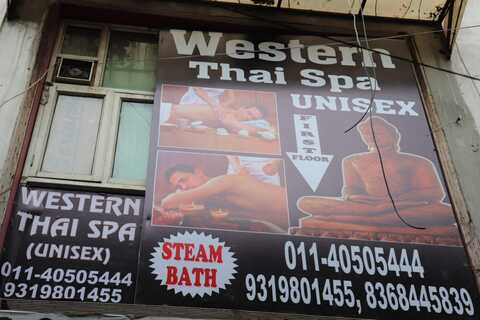 Western
Thai Spa
UNISEX
FIRST
FLOOR
STEAM
BATH
011-40505444
9319801455, 8368445839
WESTERN
THAI SPA
(UNISEX)
011-40505444
9319801455